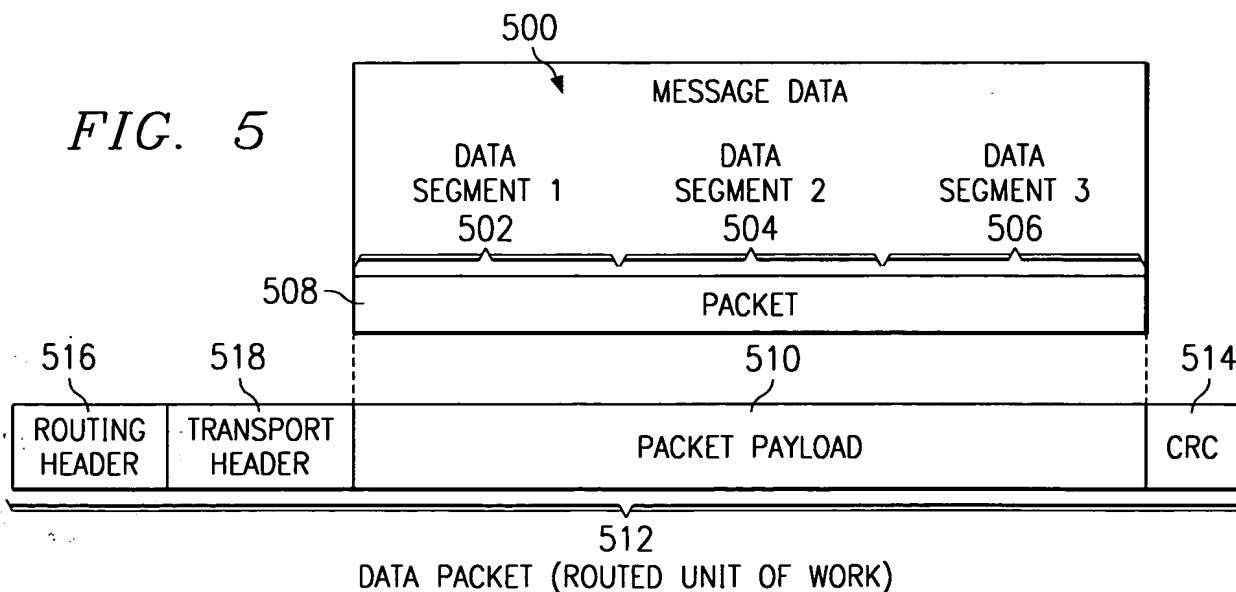 500
MESSAGE DATA
FIG. 5
DATA SEGMENT 1 502
DATA SEGMENT 2 504
DATA SEGMENT 3 506
508
PACKET
516
518
510
514
ROUTING HEADER
TRANSPORT HEADER
PACKET PAYLOAD
CRC
512
DATA PACKET (ROUTED UNIT OF WORK)